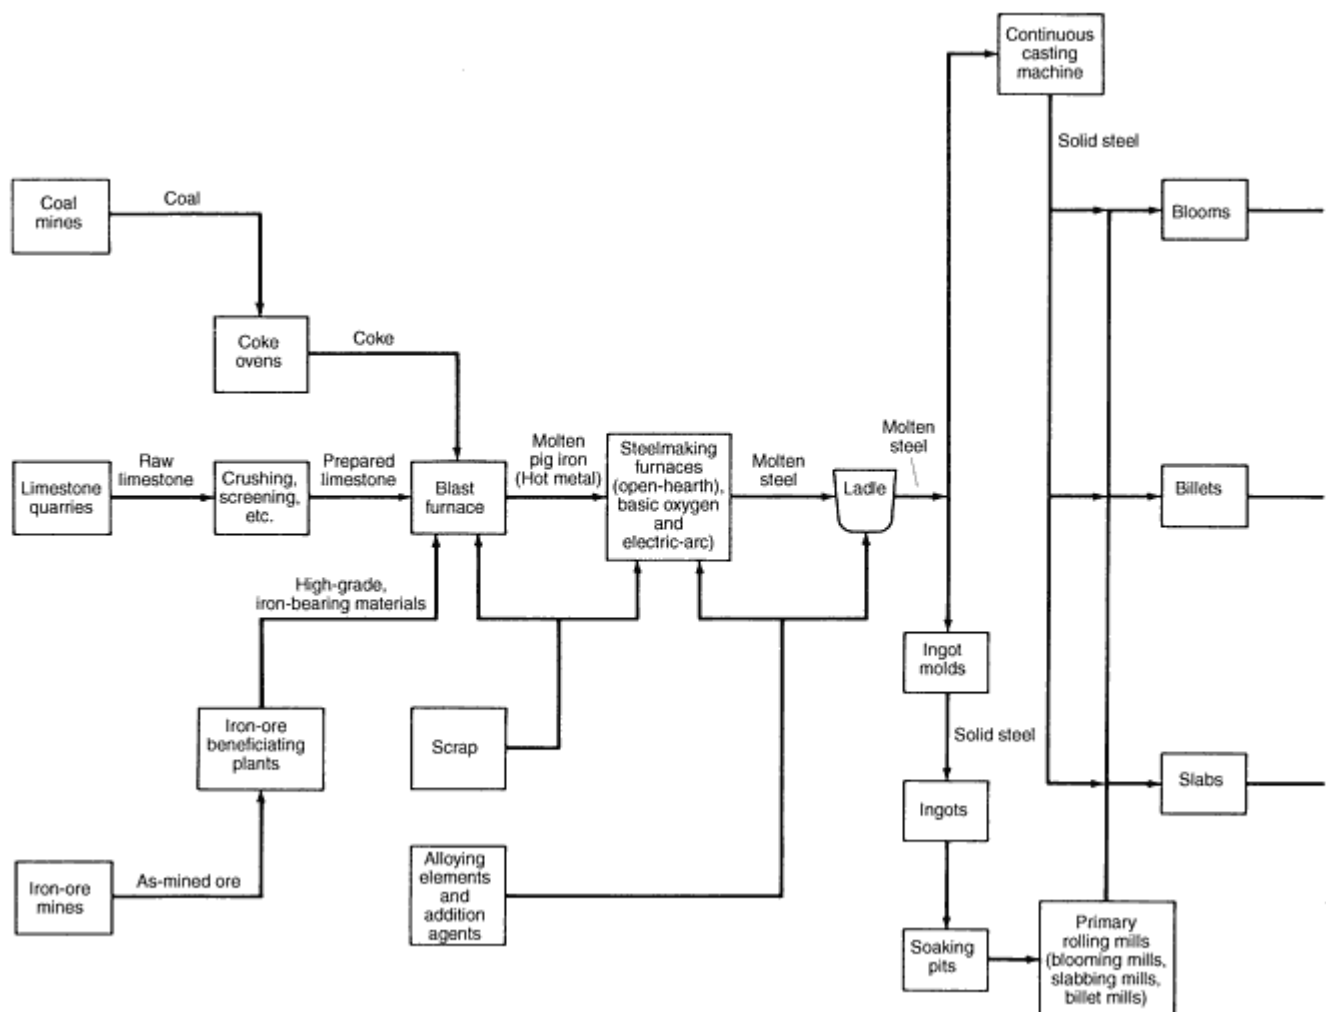 Continuous
casting
machine
Solid steel
Coal
mines
Coal
Blooms
Coke
ovens
Coke
Limestone
quarries
Raw
limestone
Crushing,
screening,
etc.
Prepared
limestone
Blast
furnace
Molten
pig iron
(Hot metal)
Steelmaking
furnaces
(open-hearth),
basic oxygen
and
electric-arc)
Molten
steel
Ladle
Molten
steel
Billets
High-grade,
iron-bearing materials
Ingot
molds
Iron-ore
beneficiating
plants
Scrap
Solid steel
Slabs
Ingots
Iron-ore
mines
As-mined ore
Alloying
elements
and
addition
agents
Soaking
pits
Primary
rolling mills
(blooming mills,
slabbing mills,
billet mills)